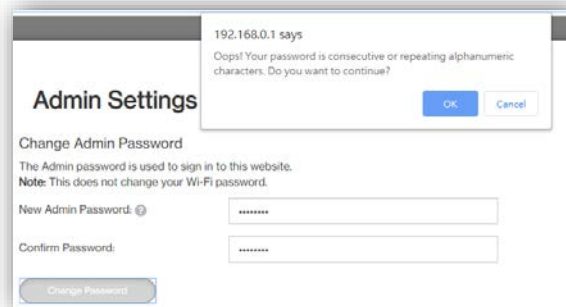 192.168.0.1 says
Oops! Your password is consecutive or repeating alphanumeric
characters. Do you want to continue?
OK Cancel
Admin Settings
Change Admin Password
The Admin password is used to sign in to this website.
Note: This does not change your Wi-Fi password.
New Admin Password: ? ••••••••
Confirm Password: ••••••••
Change Password